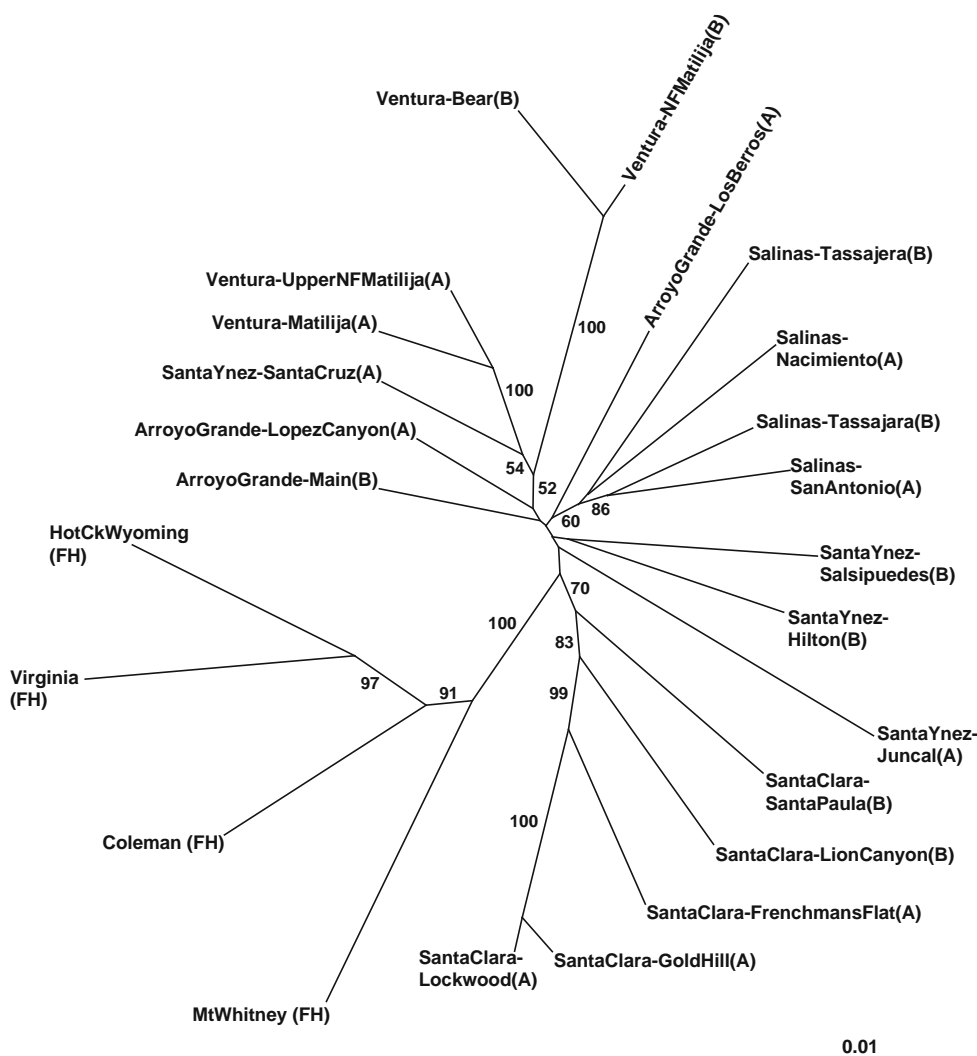 Ventura-NFMatilija(B)
Ventura-Bear(B)
ArroyoGrande-LosBerros(A)
Salinas-Tassajera(B)
Ventura-UpperNFMatilija(A)
Ventura-Matilija(A)
100
Salinas-
Nacimiento(A)
SantaYnez-SantaCruz(A)
100
Salinas-Tassajara(B)
ArroyoGrande-LopezCanyon(A)
54
Salinas-
SanAntonio(A)
ArroyoGrande-Main(B)
52
86
60
HotCkWyoming
(FH)
SantaYnez-
Salsipuedes(B)
70
SantaYnez-
Hilton(B)
100
83
Virginia
(FH)
97
91
99
SantaYnez-
Juncal(A)
SantaClara-
SantaPaula(B)
100
Coleman (FH)
SantaClara-LionCanyon(B)
SantaClara-FrenchmansFlat(A)
SantaClara-
Lockwood(A)
SantaClara-GoldHill(A)
MtWhitney (FH)
0.01